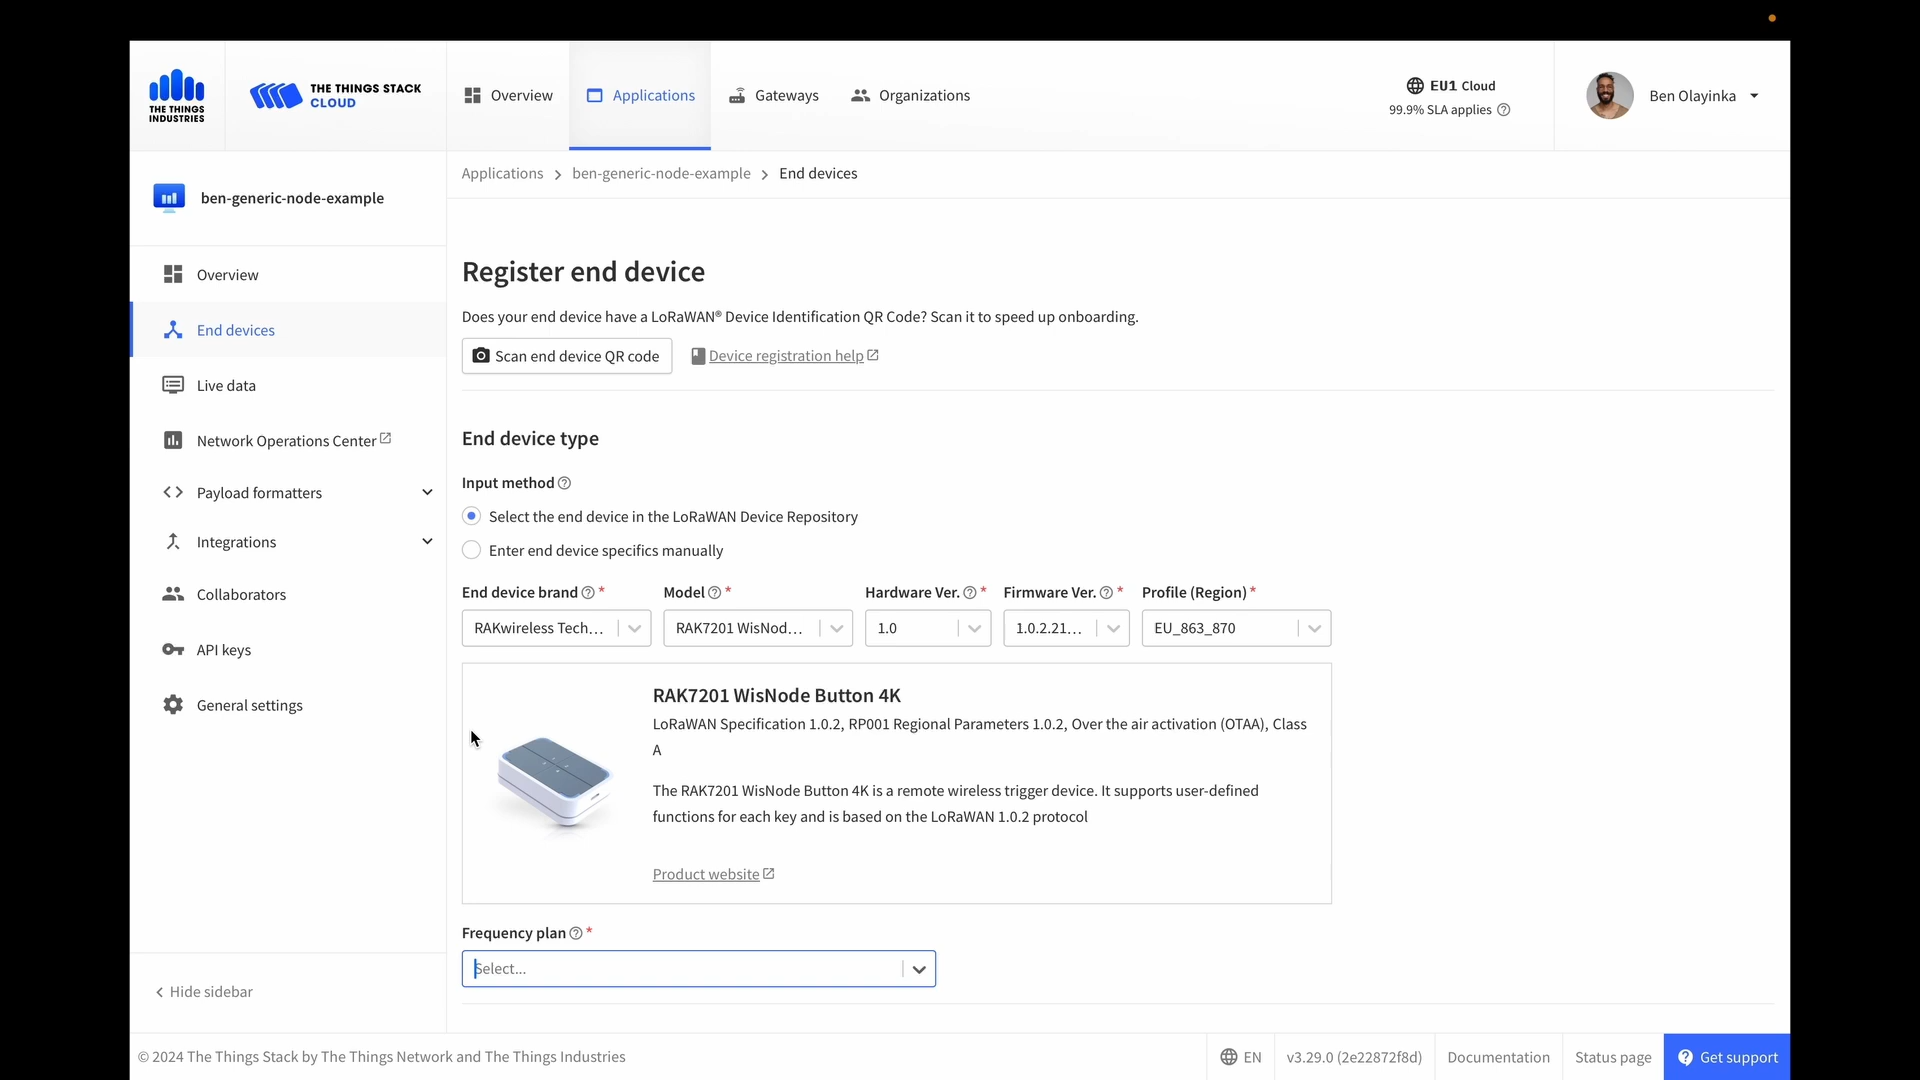 THE THINGS
INDUSTRIES
THE THINGS STACK
CLOUD
Overview
Applications
Gateways
Organizations
EU1 Cloud
99.9% SLA applies
Ben Olayinka
ben-generic-node-example
Overview
End devices
Live data
Network Operations Center
Payload formatters
Integrations
Collaborators
API keys
General settings
Hide sidebar
Applications > ben-generic-node-example > End devices
Register end device
Does your end device have a LoRaWAN® Device Identification QR Code? Scan it to speed up onboarding.
Scan end device QR code
Device registration help
End device type
Input method
Select the end device in the LoRaWAN Device Repository
Enter end device specifics manually
End device brand * Model * Hardware Ver. * Firmware Ver. * Profile (Region) *
RAKwireless Tech... RAK7201 WisNod... 1.0 1.0.2.21... EU_863_870
RAK7201 WisNode Button 4K
LoRaWAN Specification 1.0.2, RP001 Regional Parameters 1.0.2, Over the air activation (OTAA), Class
A
The RAK7201 WisNode Button 4K is a remote wireless trigger device. It supports user-defined
functions for each key and is based on the LoRaWAN 1.0.2 protocol
Product website
Frequency plan *
Select...
© 2024 The Things Stack by The Things Network and The Things Industries
EN
v3.29.0 (2e22872f8d)
Documentation
Status page
Get support